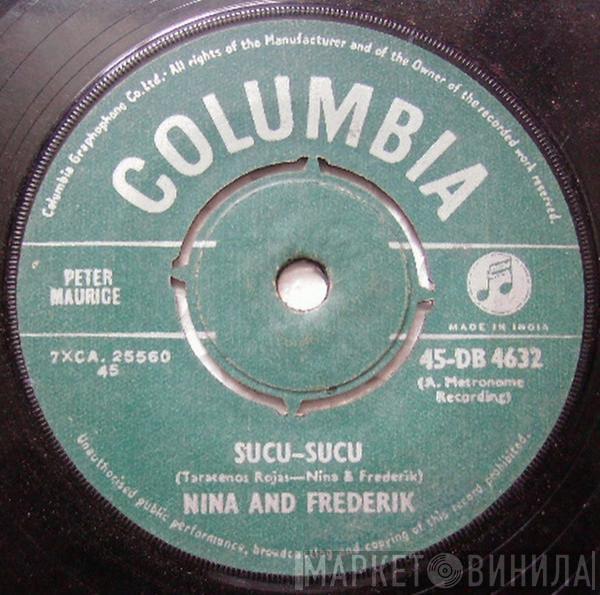 Columbia Graphophone Co. Ltd. · All rights of the Manufacturer and of the Owner of the recorded work reserved.
COLUMBIA
PETER
MAURICE
MADE IN INDIA
7XCA. 25560
45
45-DB 4632
(A. Metronome
Recording)
SUCU-SUCU
(Taratenos Rojas—Nina & Frederik)
NINA AND FREDERIK
Unauthorised public performance, broadcasting and copying of this record prohibited.
МАРКЕТ ВИНИЛА